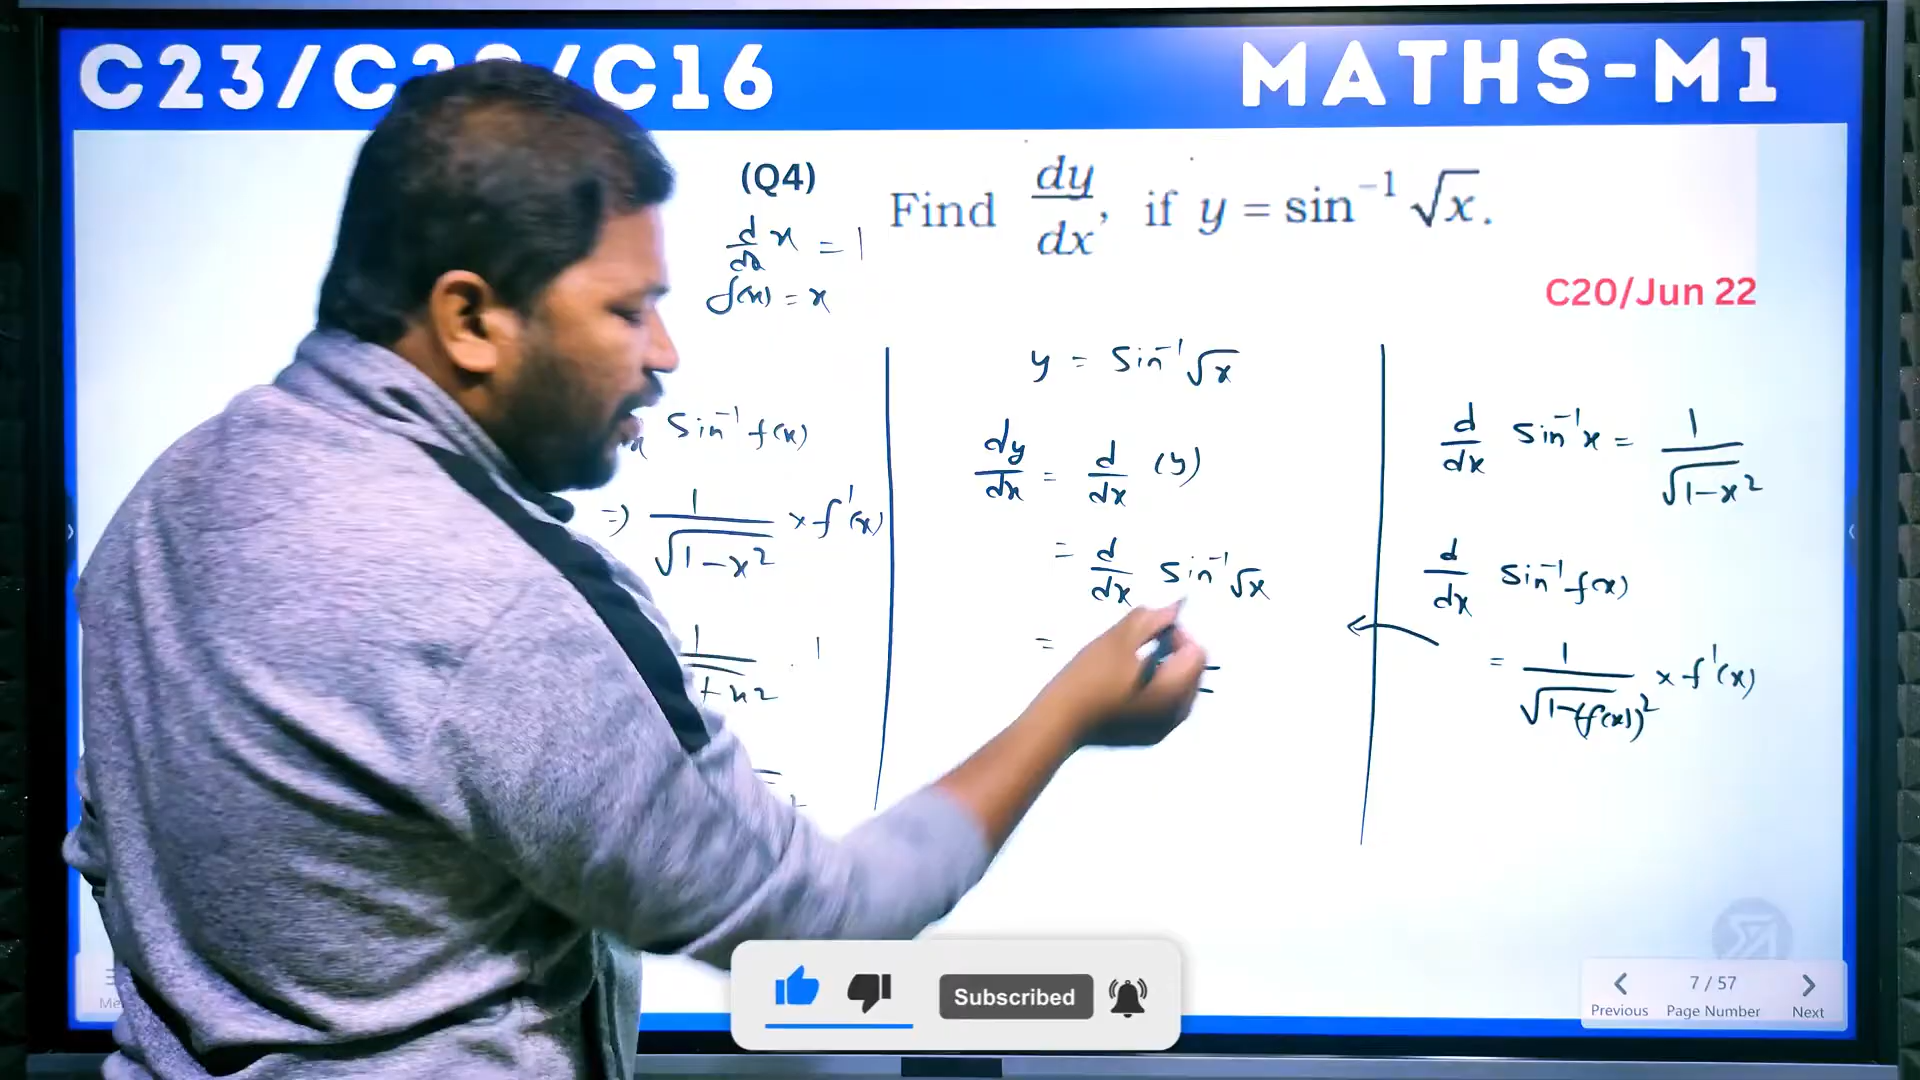 C23/C20/C16
MATHS-M1
(Q4)
Find dy/dx, if y = sin⁻¹ √x.
d/dx x = 1
f(x) = x
C20/Jun 22
Sin⁻¹ f(x)
⇒ 1/√1-x² × f'(x)
y = Sin⁻¹ √x
dy/dx = d/dx (y)
= d/dx Sin⁻¹ √x
=
d/dx Sin⁻¹x = 1/√1-x²
d/dx Sin⁻¹ f(x)
= 1/√1-(f(x))² × f'(x)
Subscribed
7 / 57
Previous Page Number Next